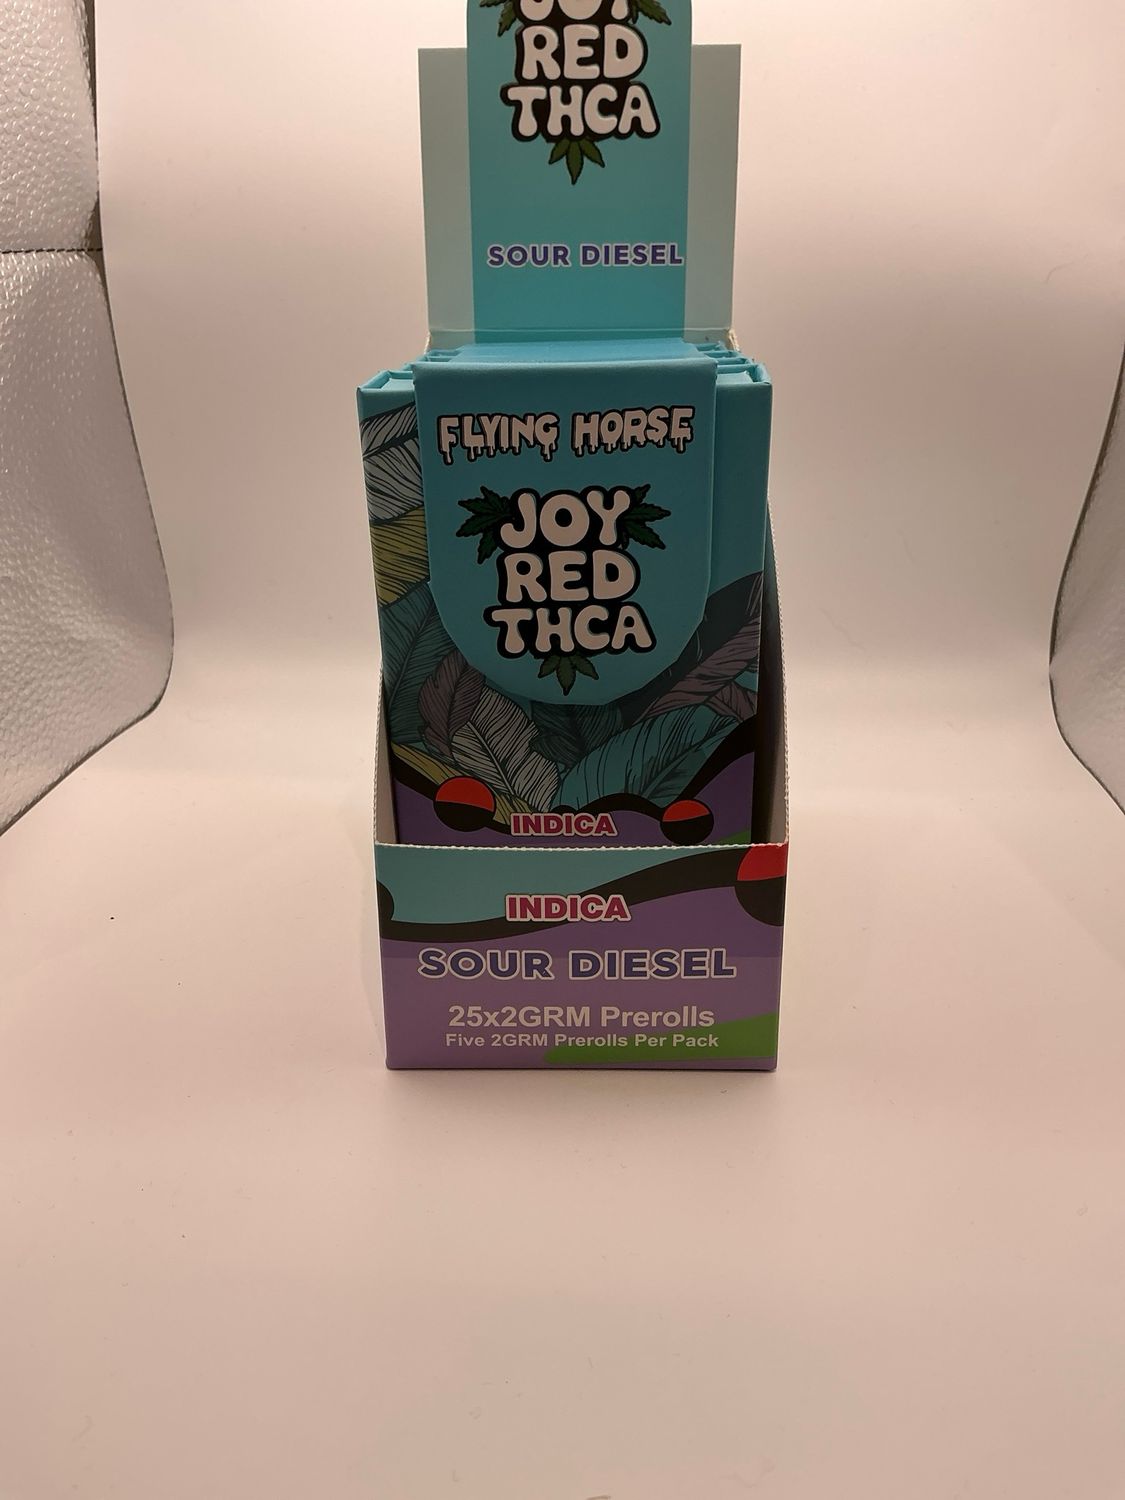 JOY
RED
THCA
SOUR DIESEL
FLYING HORSE
JOY
RED
THCA
INDICA
INDICA
SOUR DIESEL
25x2GRM Prerolls
Five 2GRM Prerolls Per Pack